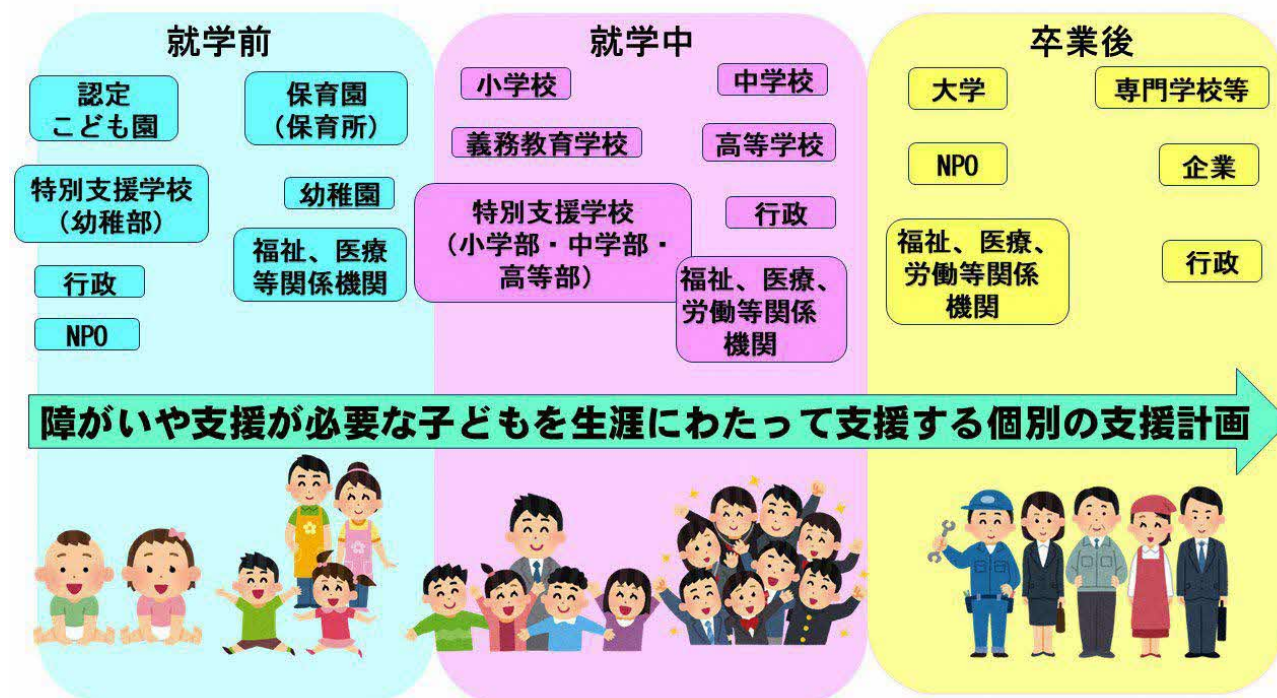 就学前
認定
こども園
保育園
(保育所)
特別支援学校
(幼稚部)
幼稚園
福祉、医療
等関係機関
行政
NPO
就学中
小学校
中学校
義務教育学校
高等学校
特別支援学校
(小学部・中学部・
高等部)
行政
福祉、医療、
労働等関係
機関
卒業後
大学
専門学校等
NPO
企業
福祉、医療、
労働等関係
機関
行政
障がいや支援が必要な子どもを生涯にわたって支援する個別の支援計画